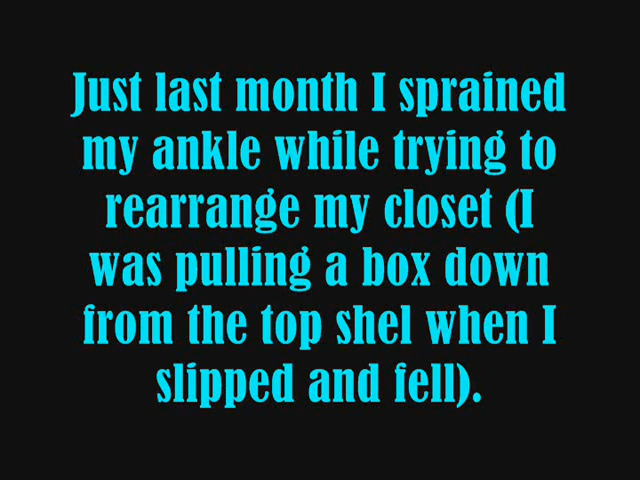 Just last month I sprained
my ankle while trying to
rearrange my closet (I
was pulling a box down
from the top shel when I
slipped and fell).